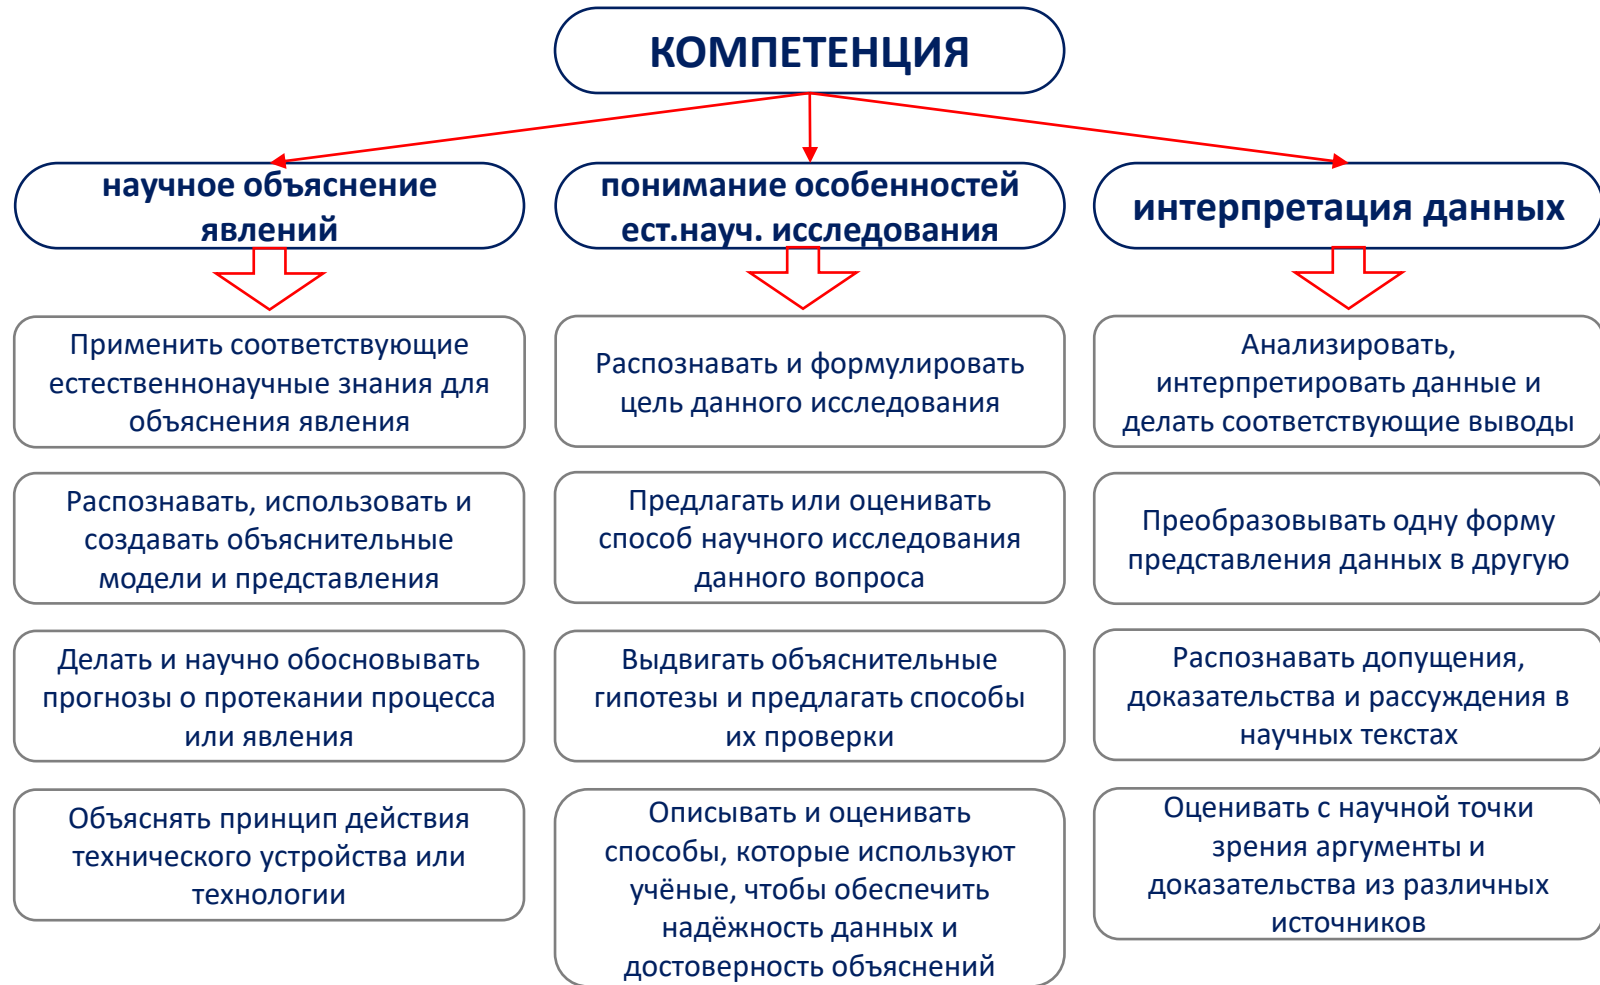 КОМПЕТЕНЦИЯ
научное объяснение
явлений
понимание особенностей
ест.науч. исследования
интерпретация данных
Применить соответствующие
естественнонаучные знания для
объяснения явления
Распознавать, использовать и
создавать объяснительные
модели и представления
Делать и научно обосновывать
прогнозы о протекании процесса
или явления
Объяснять принцип действия
технического устройства или
технологии
Распознавать и формулировать
цель данного исследования
Предлагать или оценивать
способ научного исследования
данного вопроса
Выдвигать объяснительные
гипотезы и предлагать способы
их проверки
Описывать и оценивать
способы, которые используют
учёные, чтобы обеспечить
надёжность данных и
достоверность объяснений
Анализировать,
интерпретировать данные и
делать соответствующие выводы
Преобразовывать одну форму
представления данных в другую
Распознавать допущения,
доказательства и рассуждения в
научных текстах
Оценивать с научной точки
зрения аргументы и
доказательства из различных
источников